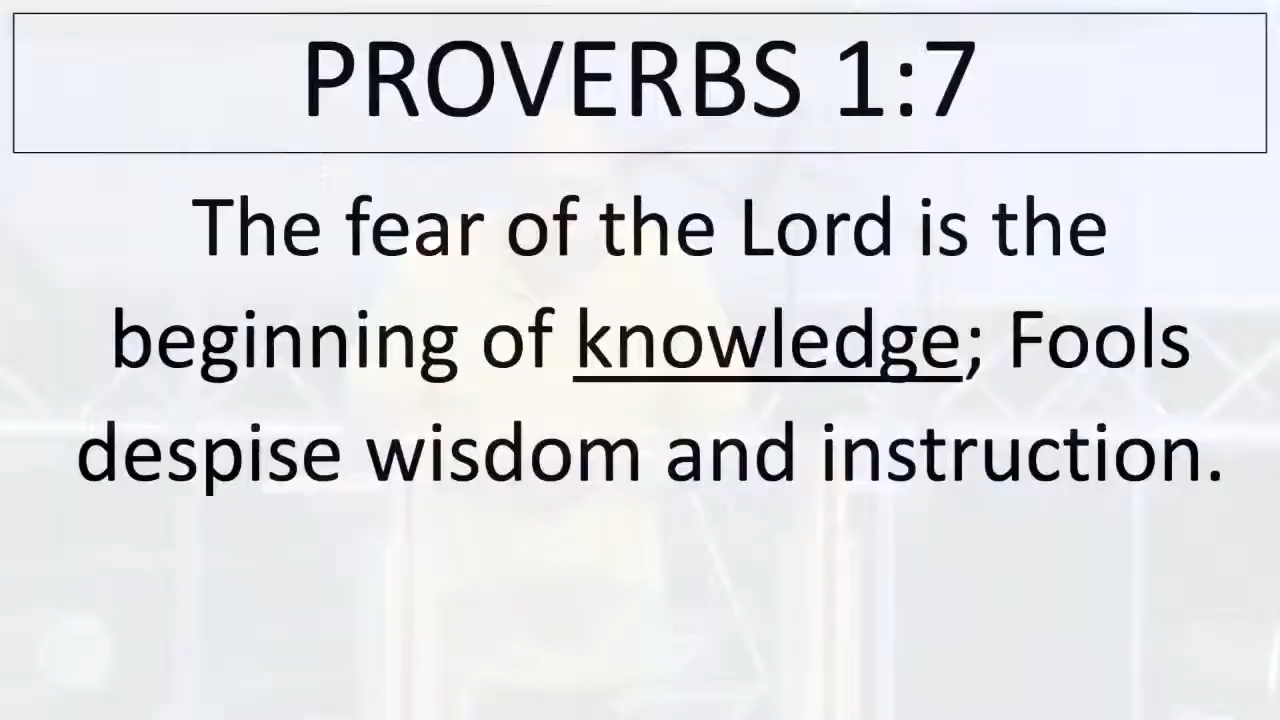 PROVERBS 1:7
The fear of the Lord is the
beginning of knowledge; Fools
despise wisdom and instruction.